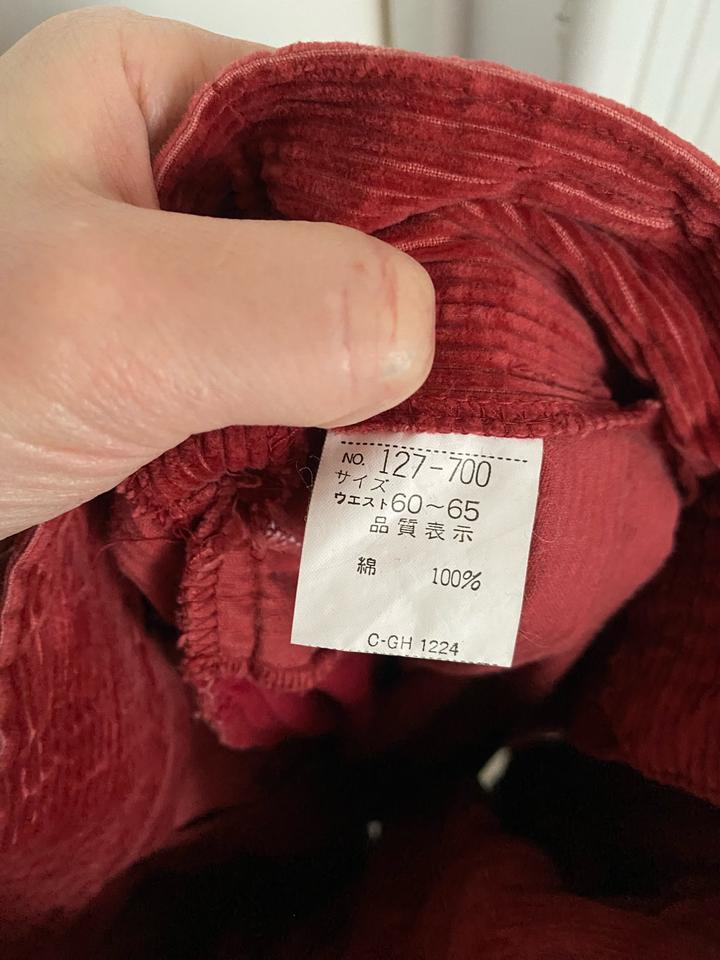 NO. 127-700
サイズ
ウエスト60～65
品質表示
綿 100%
C-GH 1224